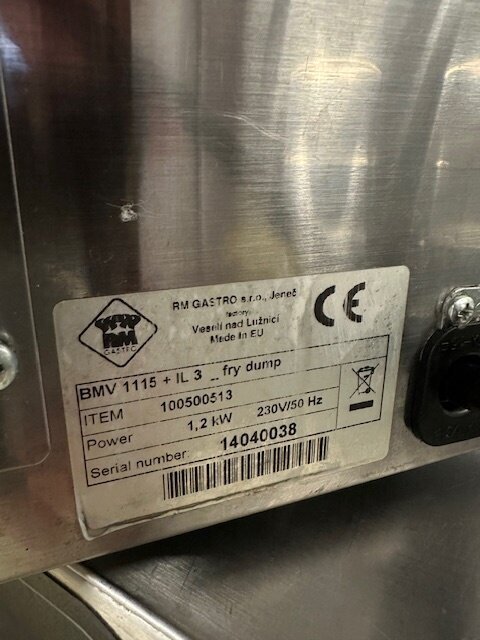 RM GASTRO s.r.o., Jeneč
factory:
Veselí nad Lužnicí
Made in EU
CE
RM
GASTRO
BMV 1115 + IL 3 _ fry dump
ITEM 100500513
Power 1,2 kW 230V/50 Hz
Serial number: 14040038